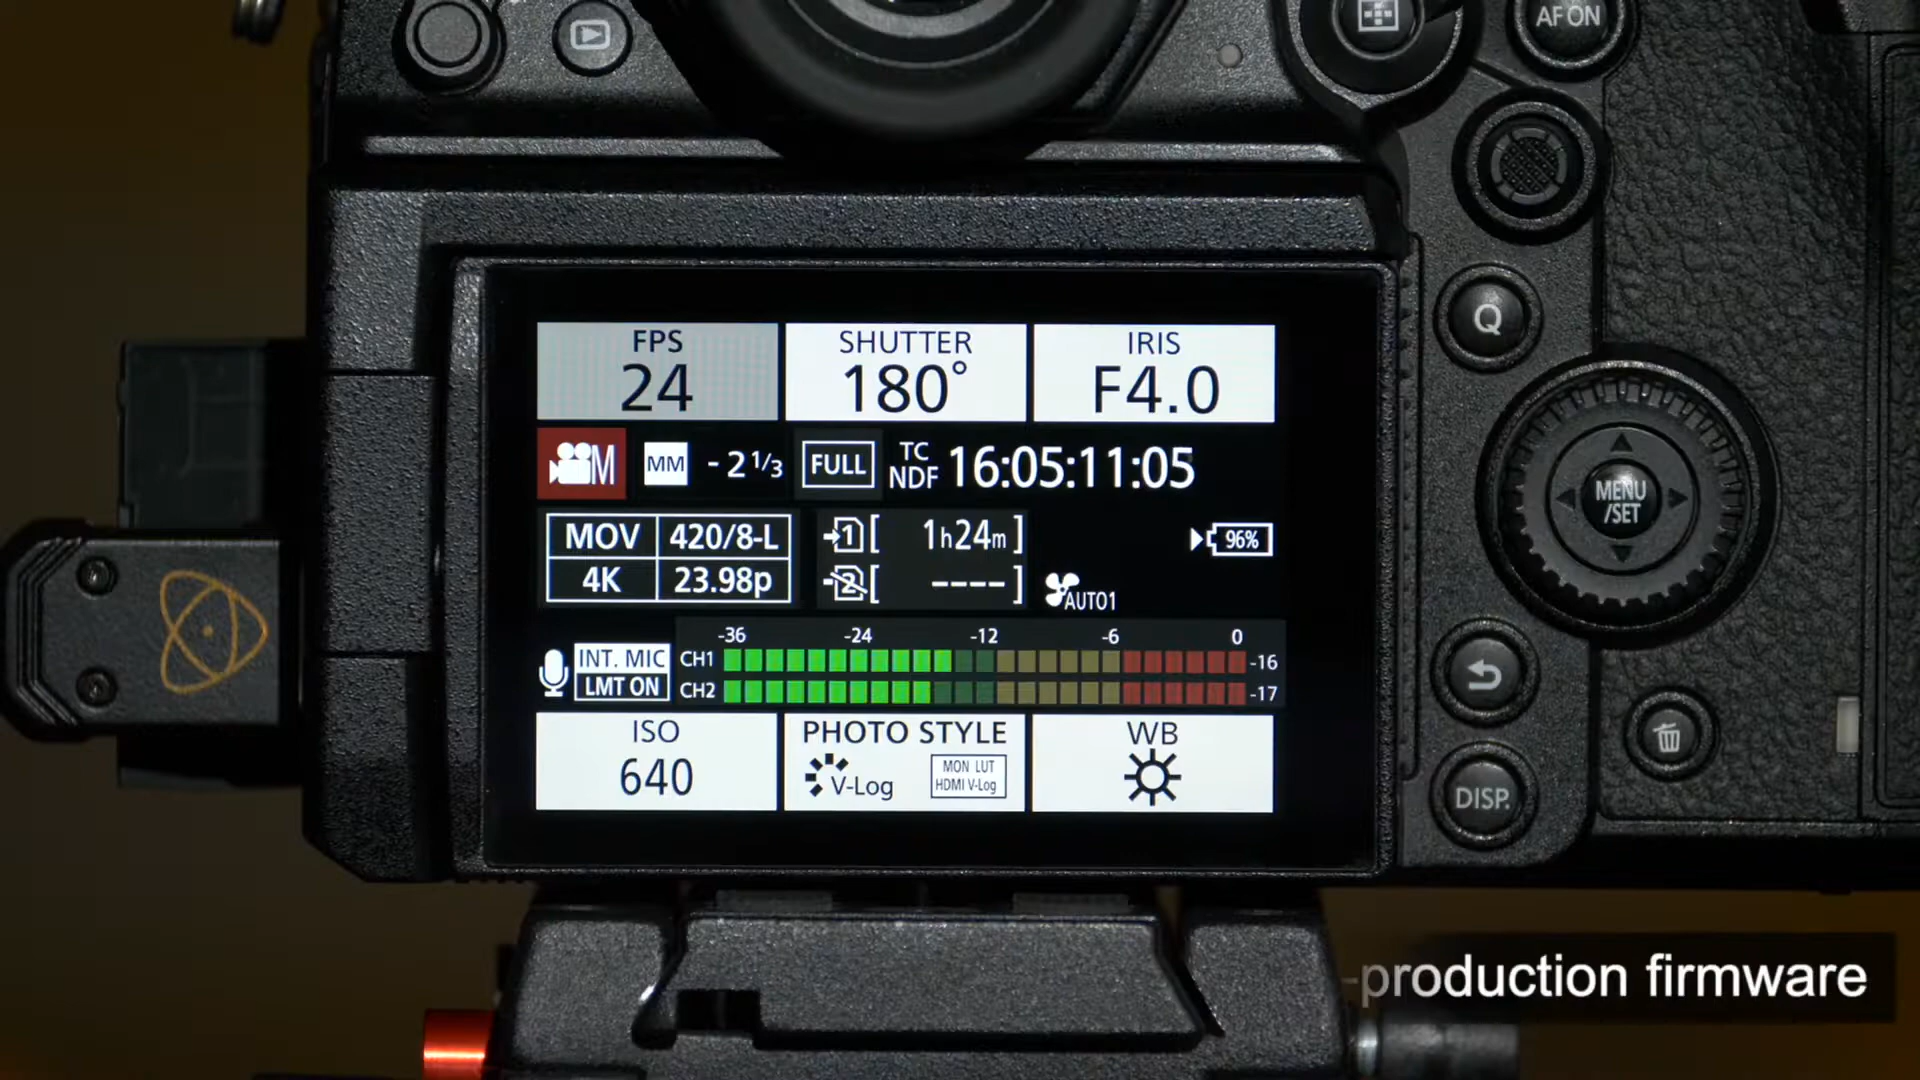 AF ON
Q
MENU
/SET
DISP.
FPS
24
SHUTTER
180°
IRIS
F4.0
M
MM
-2 1/3
FULL
TC
NDF
16:05:11:05
MOV
420/8-L
4K
23.98p
1[ 1h24m]
2[ ----]
AUTO1
96%
-36 -24 -12 -6 0
INT. MIC
LMT ON
CH1
-16
CH2
-17
ISO
640
PHOTO STYLE
V-Log
MON LUT
HDMI V-Log
WB
-production firmware